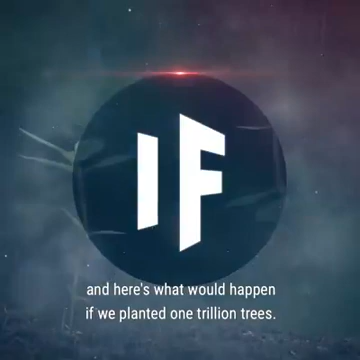 IF
and here's what would happen
if we planted one trillion trees.